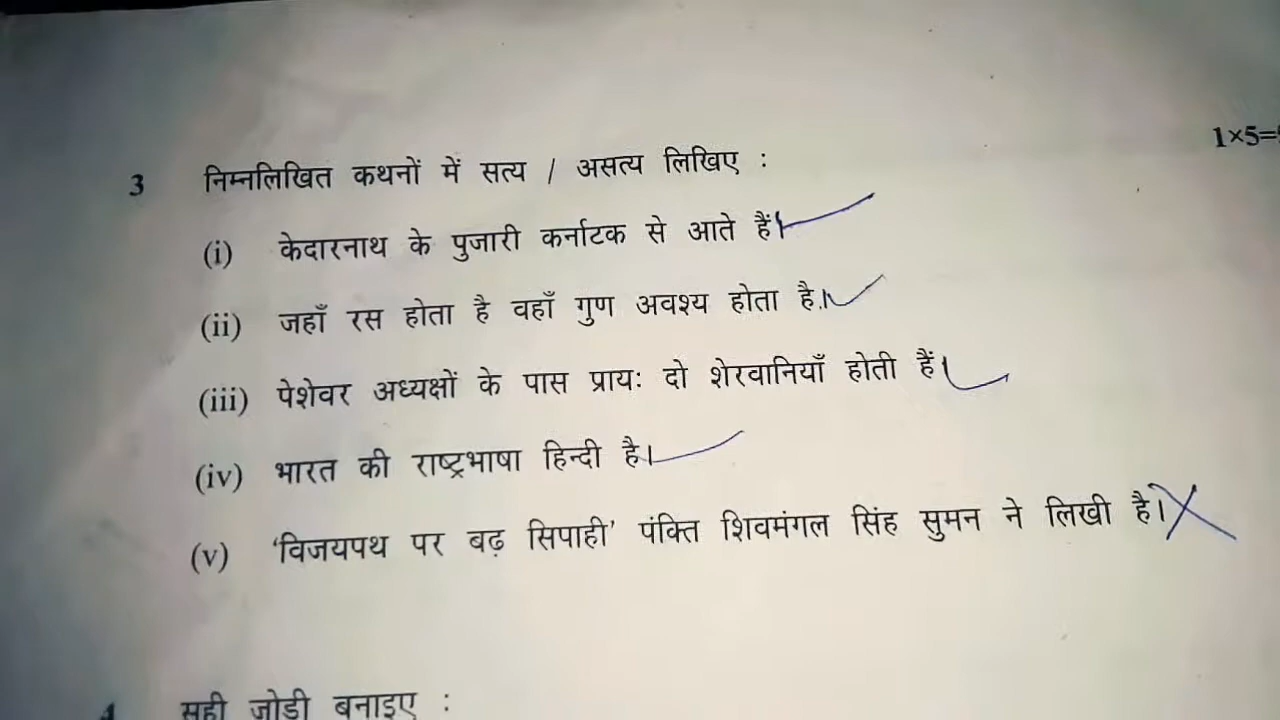 1×5=
3 निम्नलिखित कथनों में सत्य / असत्य लिखिए :
(i) केदारनाथ के पुजारी कर्नाटक से आते हैं।
(ii) जहाँ रस होता है वहाँ गुण अवश्य होता है।
(iii) पेशेवर अध्यक्षों के पास प्रायः दो शेरवानियाँ होती हैं।
(iv) भारत की राष्ट्रभाषा हिन्दी है।
(v) ‘विजयपथ पर बढ़ सिपाही’ पंक्ति शिवमंगल सिंह सुमन ने लिखी है।
सही जोड़ी बनाइए :